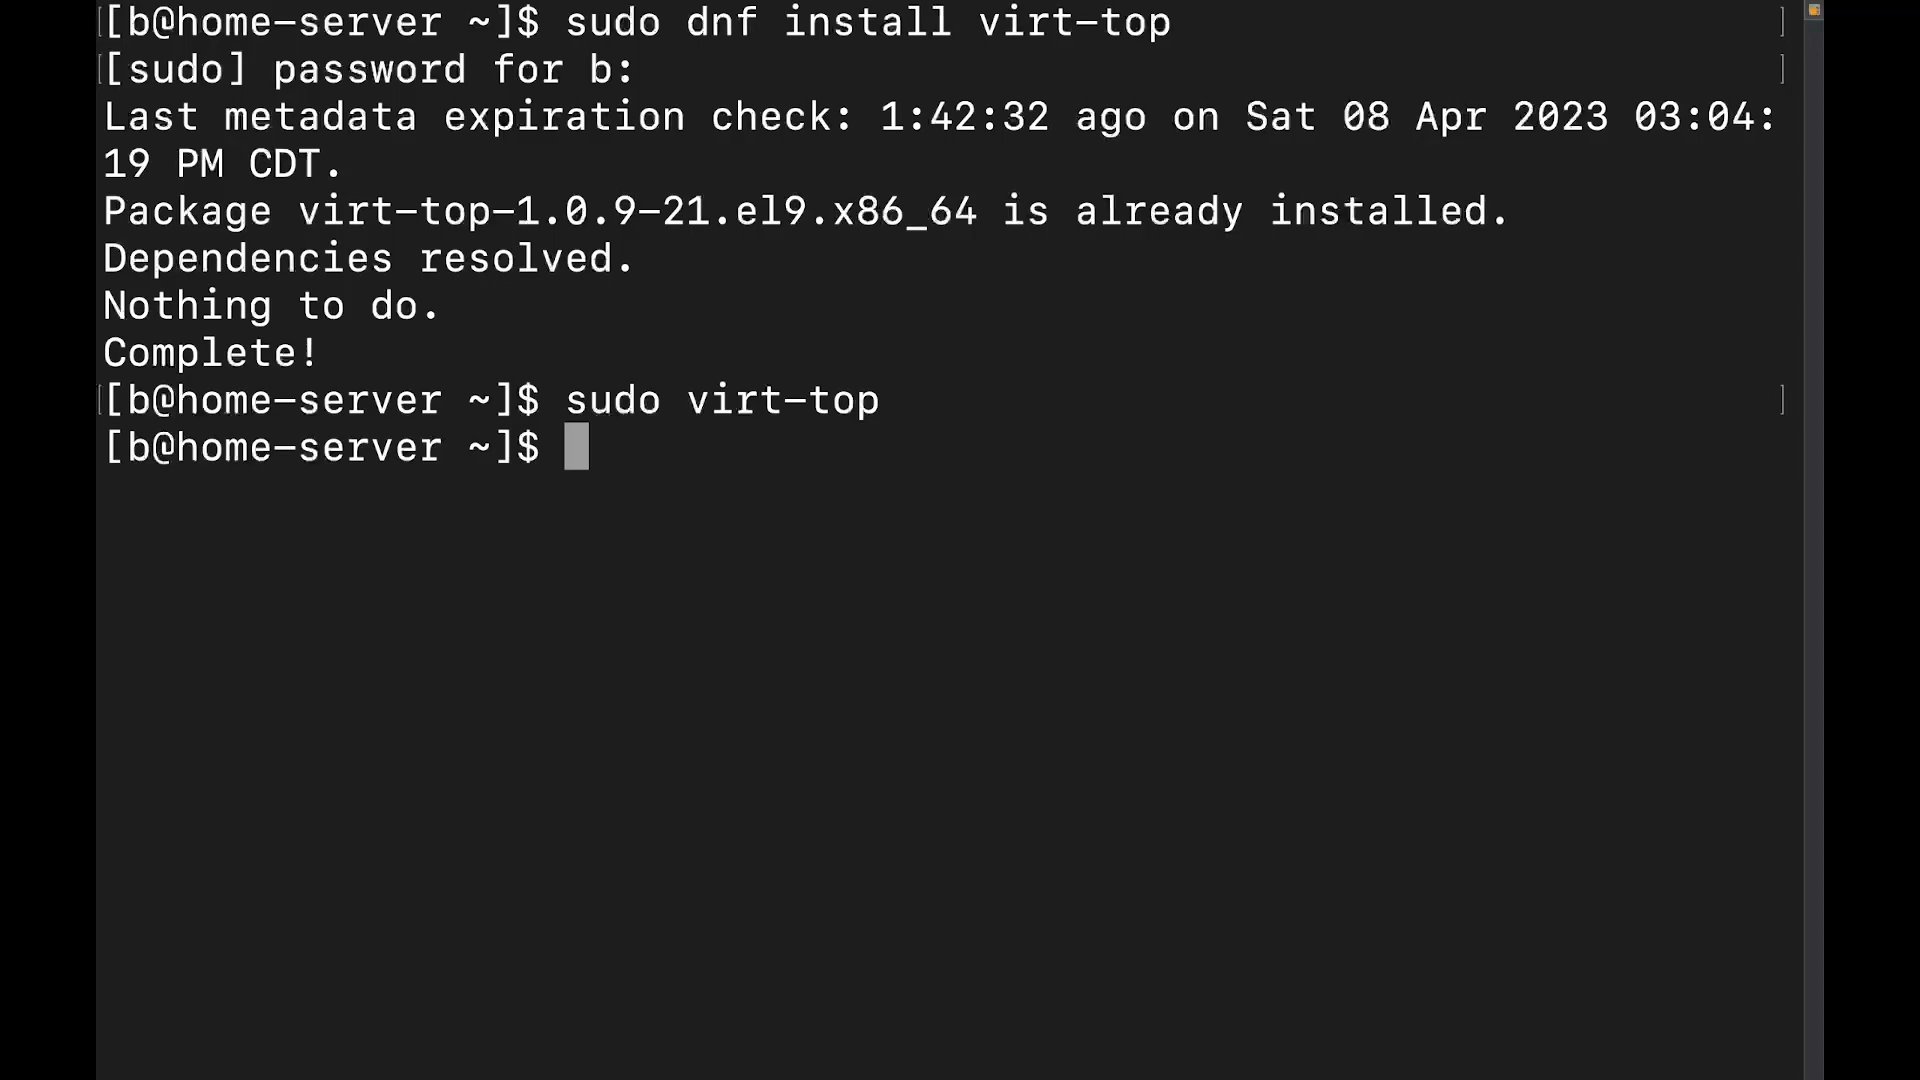 [b@home-server ~]$ sudo dnf install virt-top
[sudo] password for b:
Last metadata expiration check: 1:42:32 ago on Sat 08 Apr 2023 03:04:
19 PM CDT.
Package virt-top-1.0.9-21.el9.x86_64 is already installed.
Dependencies resolved.
Nothing to do.
Complete!
[b@home-server ~]$ sudo virt-top
[b@home-server ~]$